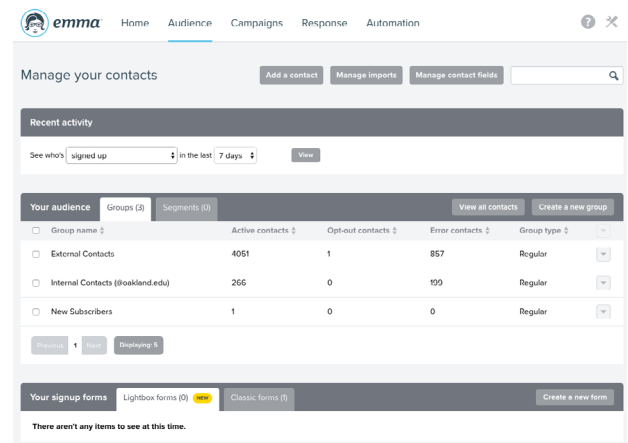 emma Home Audience Campaigns Response Automation ?
Manage your contacts Add a contact Manage imports Manage contact fields
Recent activity
See who's signed up in the last 7 days View
Your audience Groups (3) Segments (0) View all contacts Create a new group
Group name Active contacts Opt-out contacts Error contacts Group type
External Contacts 4051 1 857 Regular
Internal Contacts (@oakland.edu) 266 0 199 Regular
New Subscribers 1 0 0 Regular
Previous 1 Next Displaying: 5
Your signup forms Lightbox forms (0) NEW Classic forms (1) Create a new form
There aren't any items to see at this time.